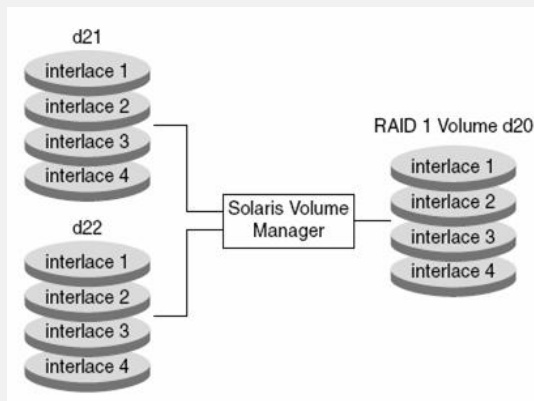 d21
interlace 1
interlace 2
interlace 3
interlace 4
d22
interlace 1
interlace 2
interlace 3
interlace 4
Solaris Volume
Manager
RAID 1 Volume d20
interlace 1
interlace 2
interlace 3
interlace 4